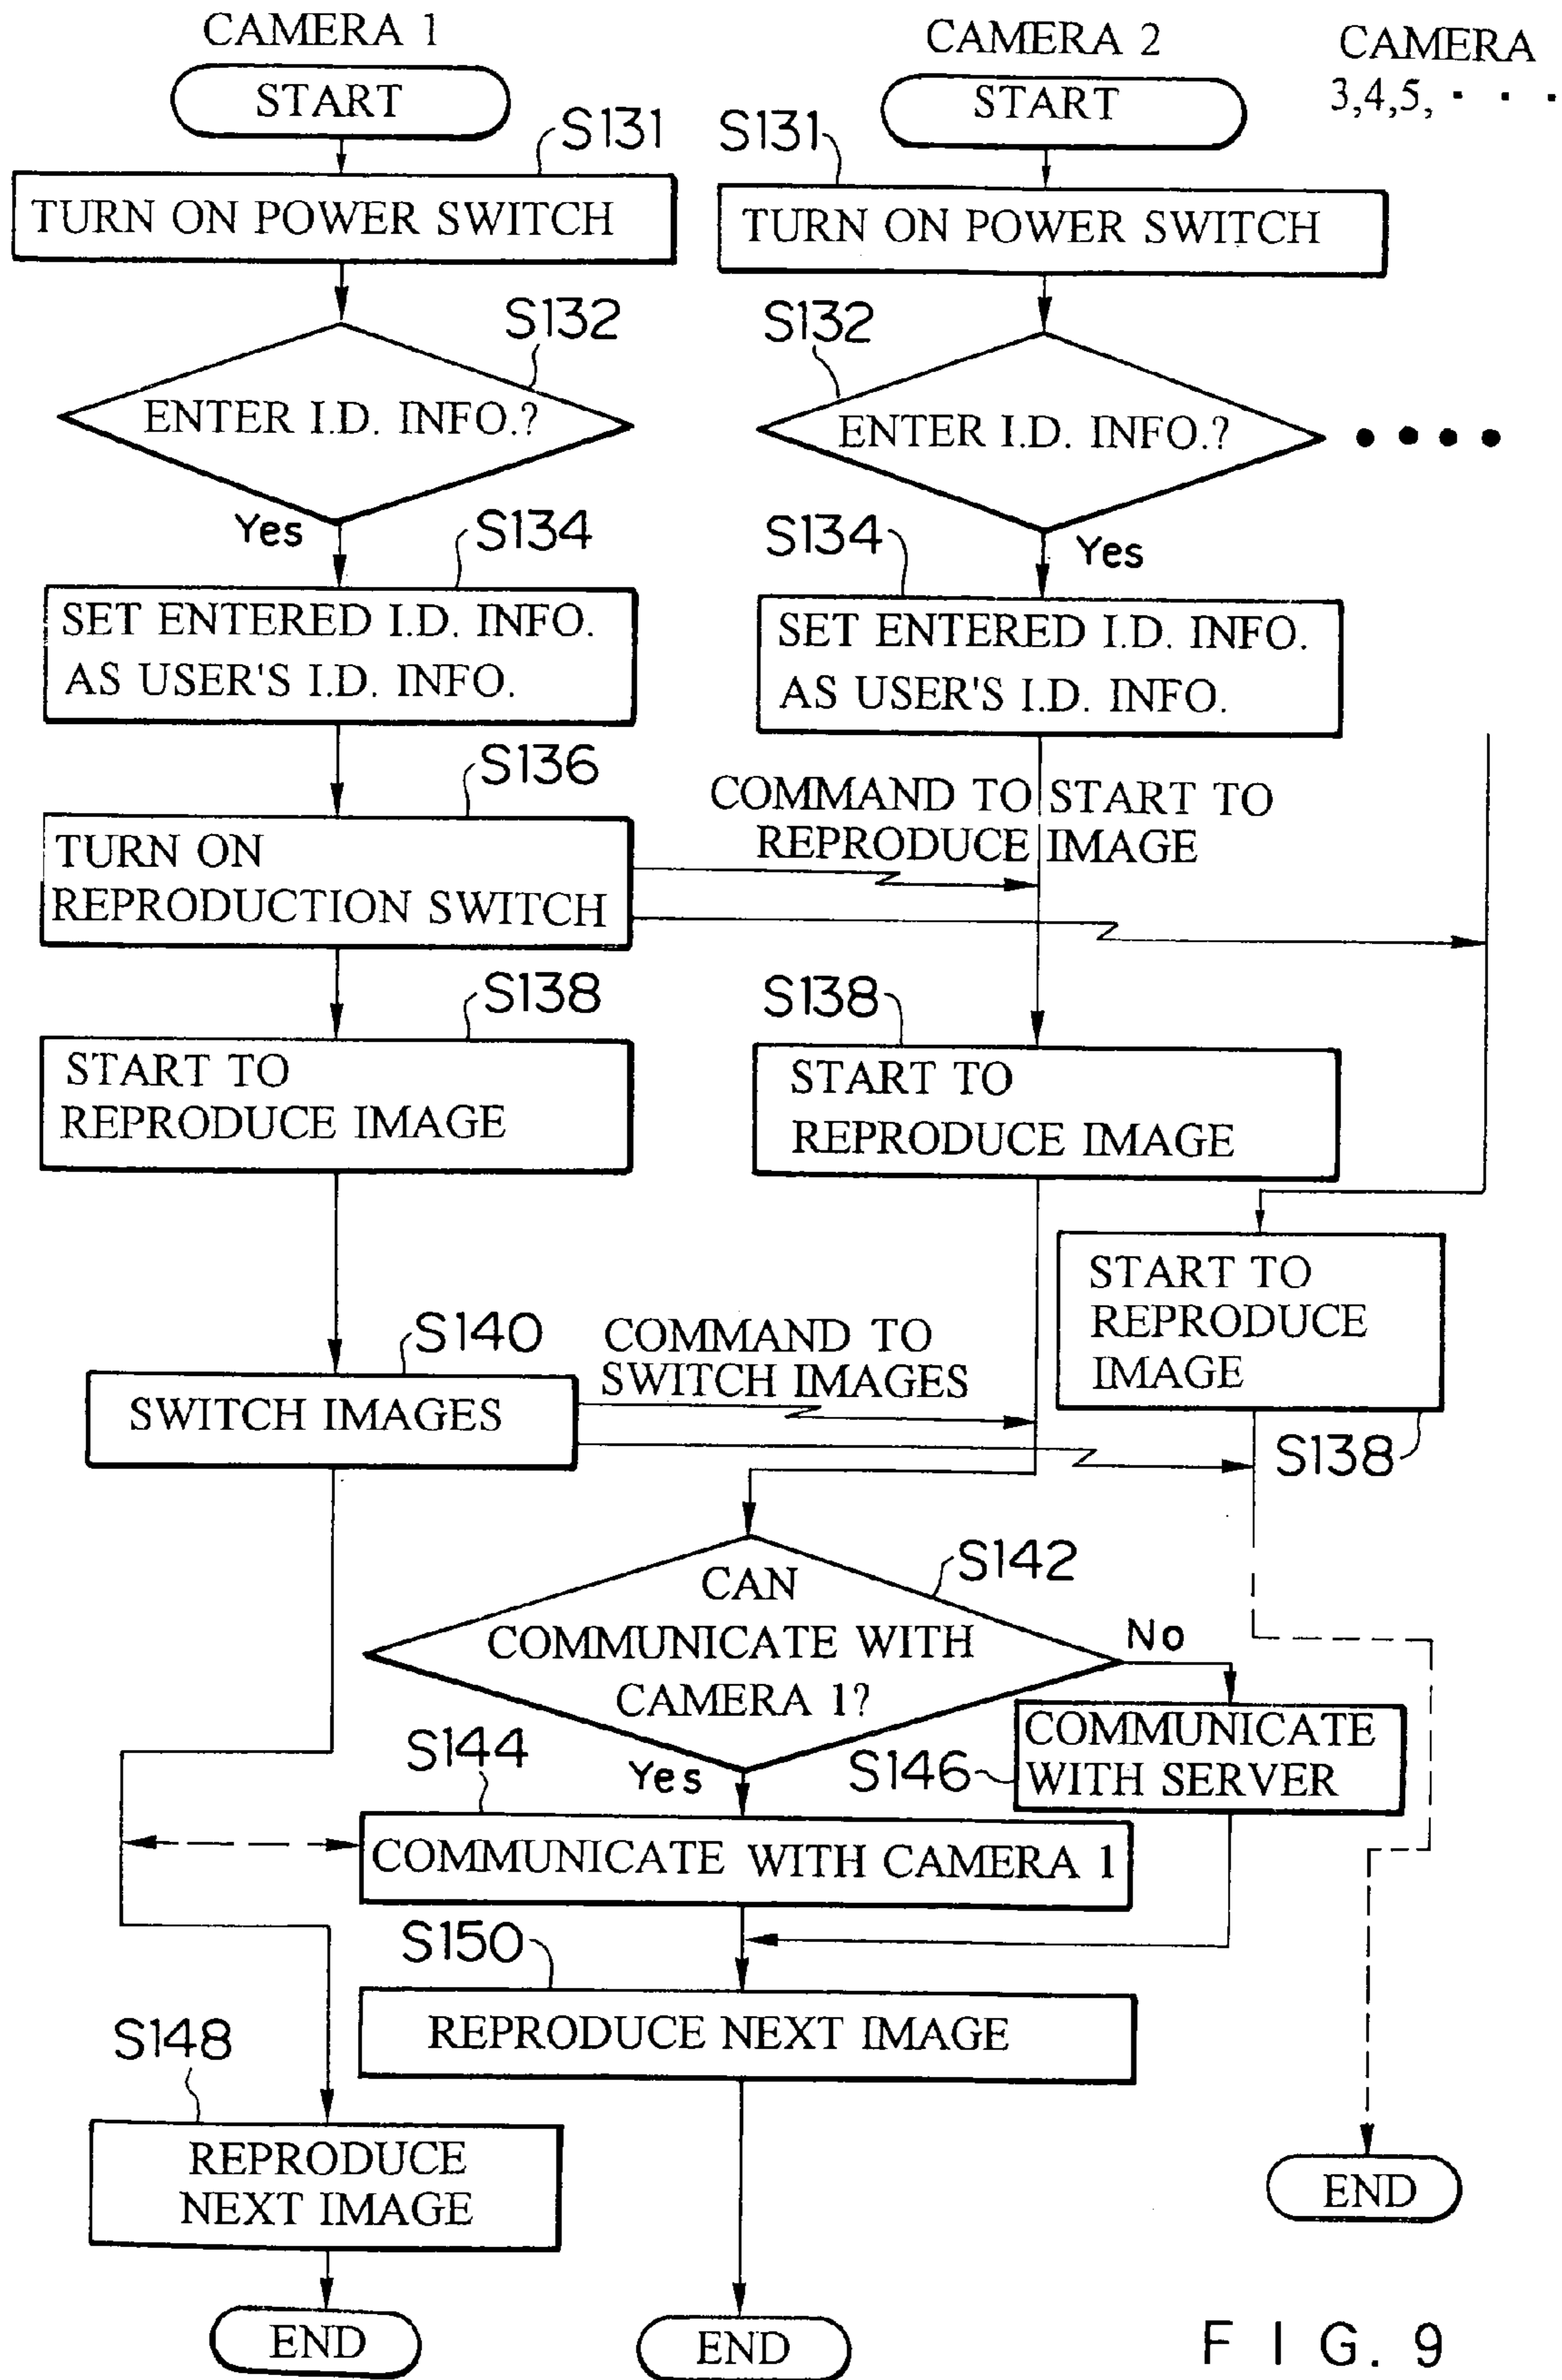 CAMERA 1
CAMERA 2
CAMERA
3,4,5, · · ·
START
START
S131
S131
TURN ON POWER SWITCH
TURN ON POWER SWITCH
S132
S132
ENTER I.D. INFO.?
ENTER I.D. INFO.?
Yes
Yes
S134
S134
SET ENTERED I.D. INFO.
AS USER'S I.D. INFO.
SET ENTERED I.D. INFO.
AS USER'S I.D. INFO.
S136
COMMAND TO START TO
REPRODUCE IMAGE
TURN ON
REPRODUCTION SWITCH
S138
S138
START TO
REPRODUCE IMAGE
START TO
REPRODUCE IMAGE
START TO
REPRODUCE
IMAGE
S138
S140
COMMAND TO
SWITCH IMAGES
SWITCH IMAGES
S142
CAN
COMMUNICATE WITH
CAMERA 1?
No
Yes
S144
S146
COMMUNICATE
WITH SERVER
COMMUNICATE WITH CAMERA 1
S150
REPRODUCE NEXT IMAGE
S148
REPRODUCE
NEXT IMAGE
END
END
END
FIG. 9